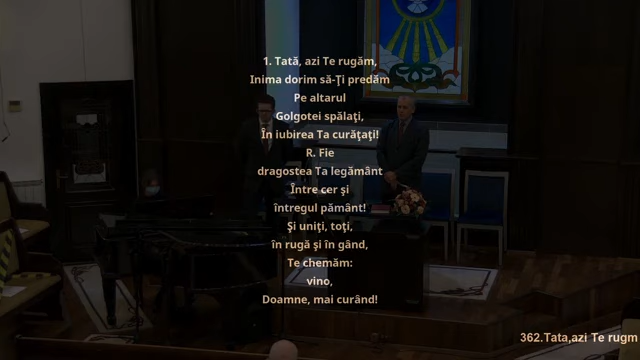 1. Tată, azi Te rugăm,
Inima dorim să-Ţi predăm
Pe altarul
Golgotei spălaţi,
În iubirea Ta curăţaţi!
R. Fie
dragostea Ta legământ
Între cer şi
întregul pământ!
Şi uniţi, toţi,
în rugă şi în gând,
Te chemăm:
vino,
Doamne, mai curând!
362.Tata,azi Te rugm